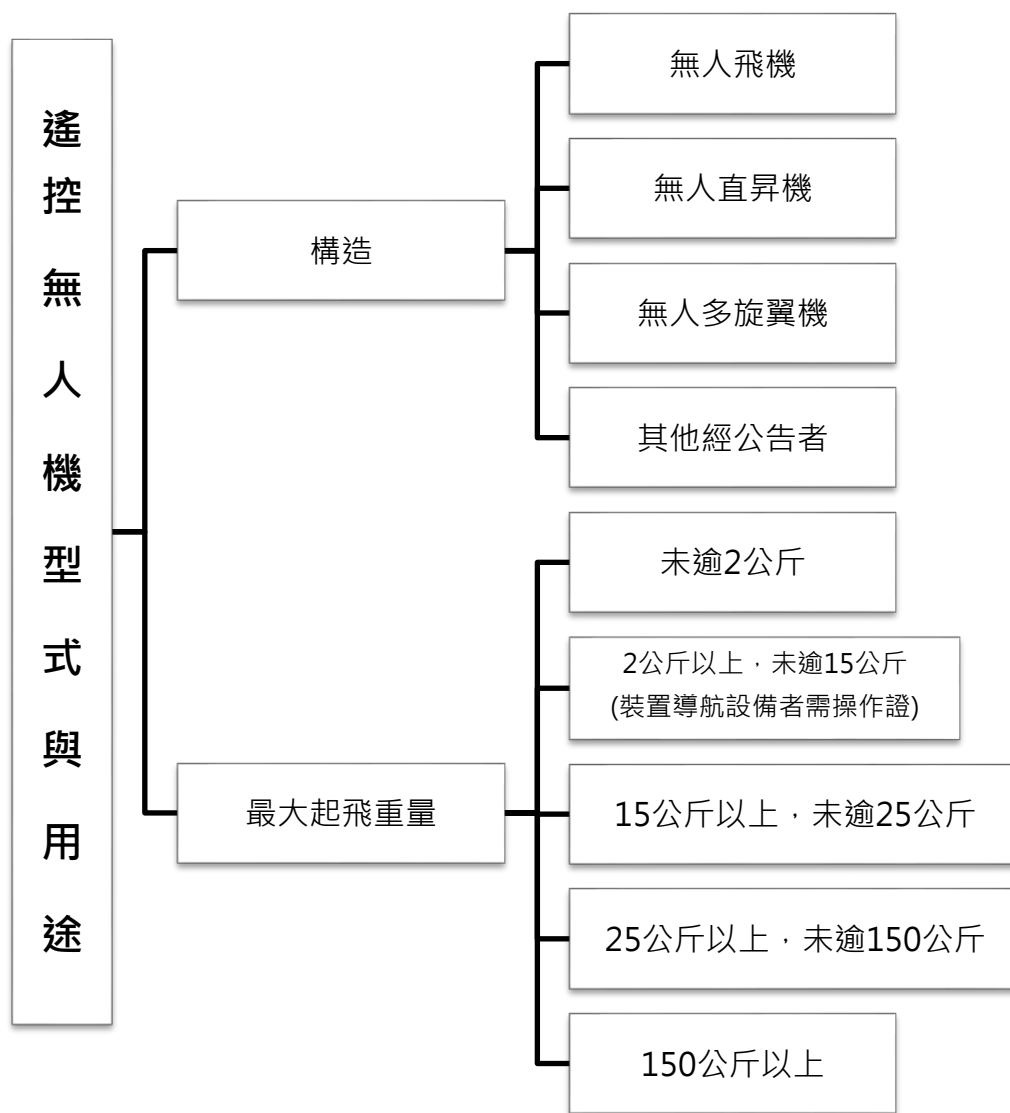 遙控無人機型式與用途
構造
無人飛機
無人直昇機
無人多旋翼機
其他經公告者
最大起飛重量
未逾2公斤
2公斤以上，未逾15公斤
(裝置導航設備者需操作證)
15公斤以上，未逾25公斤
25公斤以上，未逾150公斤
150公斤以上